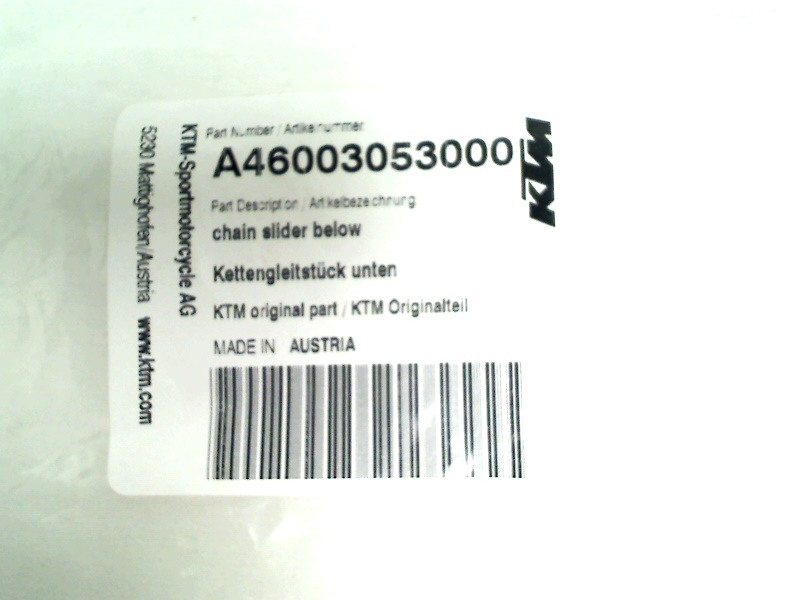 Part Number / Artikelnummer
A46003053000
KTM
Part Description / Artikelbezeichnung
chain slider below
Kettengleitstück unten
KTM original part / KTM Originalteil
MADE IN AUSTRIA
KTM-Sportmotorcycle AG
5230 Mattighofen/Austria www.ktm.com